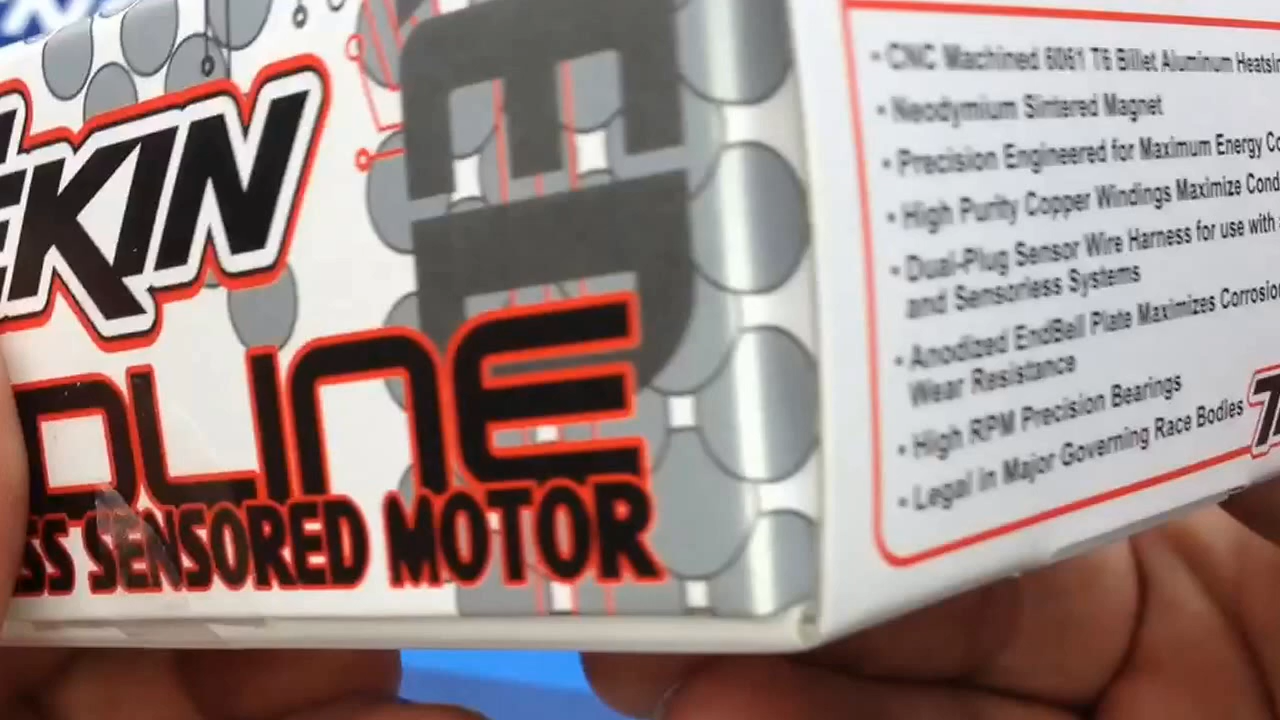 EKIN
DLINE
SS SENSORED MOTOR
• CNC Machined 6061 T6 Billet Aluminum Heatsin
• Neodymium Sintered Magnet
• Precision Engineered for Maximum Energy Co
• High Purity Copper Windings Maximize Cond
• Dual-Plug Sensor Wire Harness for use with
and Sensorless Systems
• Anodized EndBell Plate Maximizes Corrosion
Wear Resistance
• High RPM Precision Bearings
• Legal In Major Governing Race Bodies